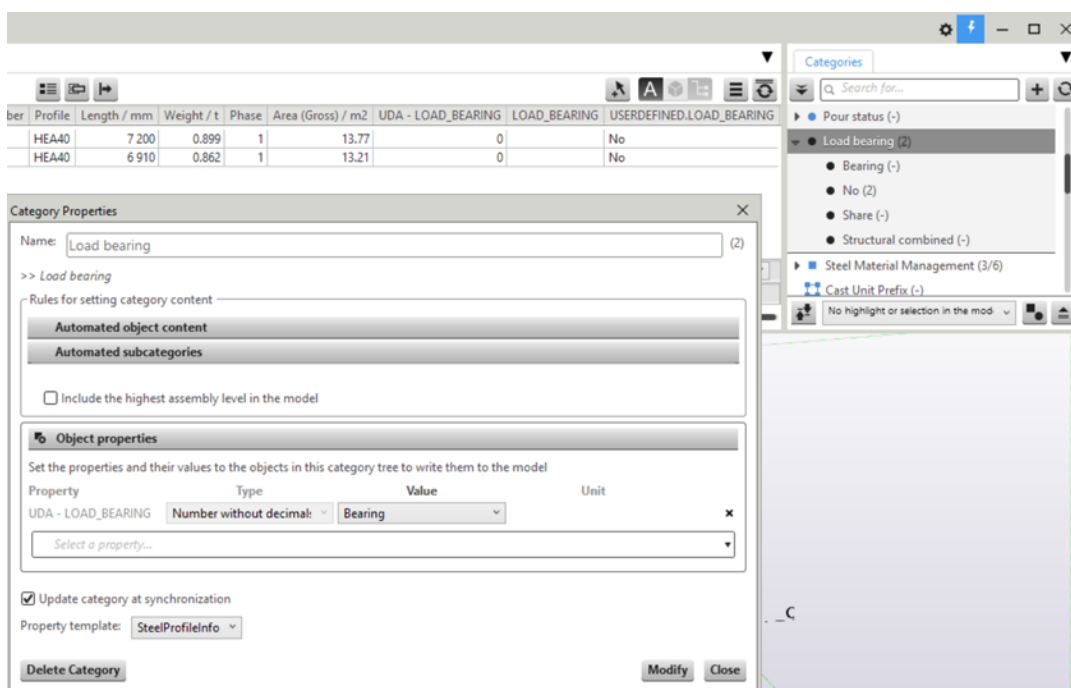 Categories
Search for...
ber Profile Length / mm Weight / t Phase Area (Gross) / m2 UDA - LOAD_BEARING LOAD_BEARING USERDEFINED.LOAD_BEARING
HEA40 7 200 0.899 1 13.77 0 No
HEA40 6 910 0.862 1 13.21 0 No
Pour status (-)
Load bearing (2)
Bearing (-)
No (2)
Share (-)
Structural combined (-)
Steel Material Management (3/6)
Cast Unit Prefix (-)
No highlight or selection in the mod
Category Properties
Name: Load bearing (2)
>> Load bearing
Rules for setting category content
Automated object content
Automated subcategories
Include the highest assembly level in the model
Object properties
Set the properties and their values to the objects in this category tree to write them to the model
Property Type Value Unit
UDA - LOAD_BEARING Number without decimals Bearing
Select a property...
Update category at synchronization
Property template: SteelProfileInfo
Delete Category Modify Close